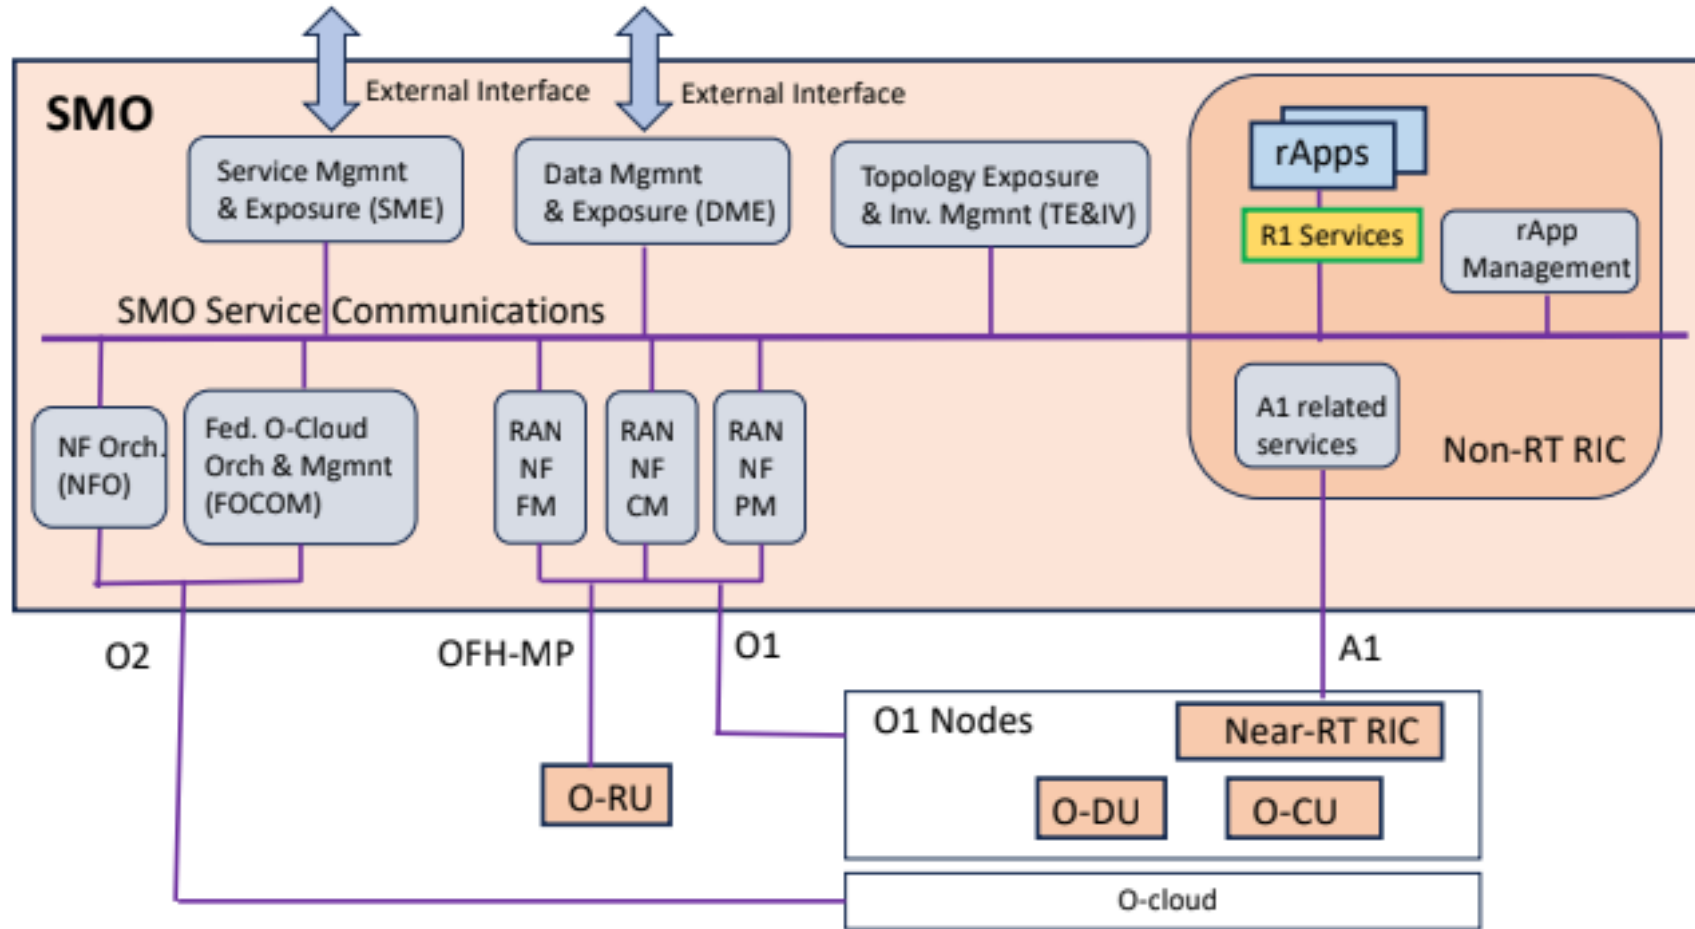 External Interface
External Interface
SMO
Service Mgmnt
& Exposure (SME)
Data Mgmnt
& Exposure (DME)
Topology Exposure
& Inv. Mgmnt (TE&IV)
rApps
R1 Services
rApp
Management
SMO Service Communications
NF Orch.
(NFO)
Fed. O-Cloud
Orch & Mgmnt
(FOCOM)
RAN
NF
FM
RAN
NF
CM
RAN
NF
PM
A1 related
services
Non-RT RIC
O2
OFH-MP
O1
A1
O1 Nodes
Near-RT RIC
O-RU
O-DU
O-CU
O-cloud